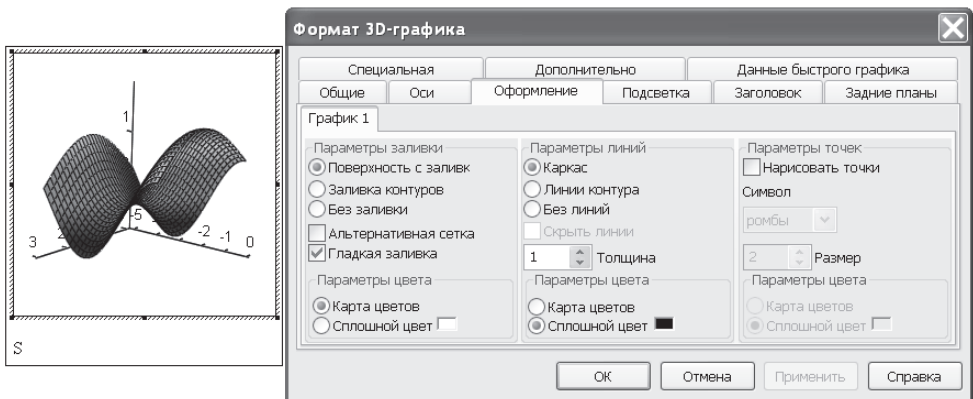 1
-5
3
2
-2
-1
0
S
Формат 3D-графика
Специальная
Дополнительно
Данные быстрого графика
Общие
Оси
Оформление
Подсветка
Заголовок
Задние планы
График 1
Параметры заливки
Поверхность с заливк
Заливка контуров
Без заливки
Альтернативная сетка
Гладкая заливка
Параметры цвета
Карта цветов
Сплошной цвет
Параметры линий
Каркас
Линии контура
Без линий
Скрыть линии
1 Толщина
Параметры цвета
Карта цветов
Сплошной цвет
Параметры точек
Нарисовать точки
Символ
ромбы
2 Размер
Параметры цвета
Карта цветов
Сплошной цвет
ОК
Отмена
Применить
Справка